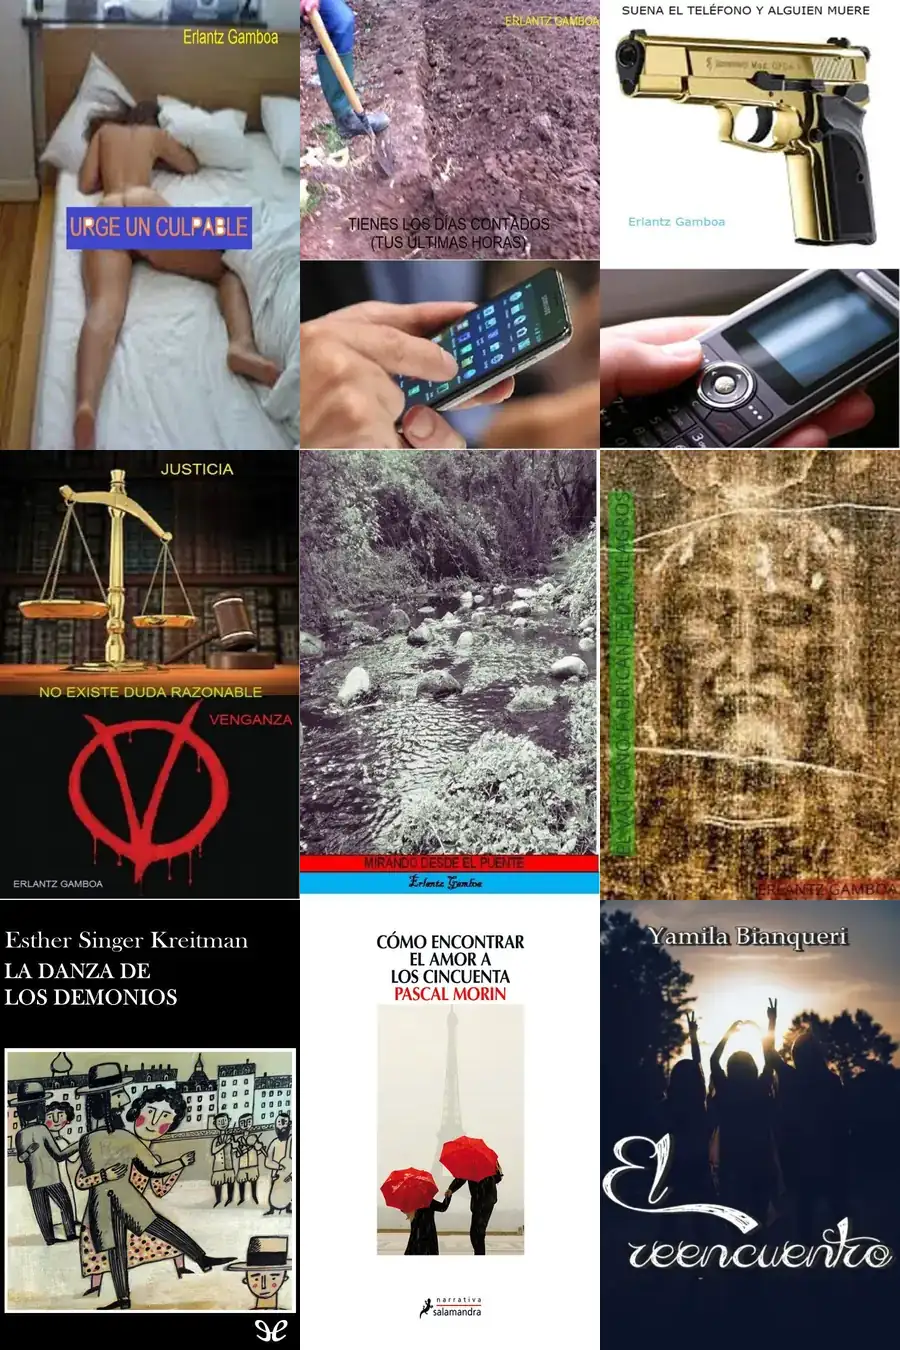 Erlantz Gamboa
URGE UN CULPABLE
ERLANTZ GAMBOA
TIENES LOS DÍAS CONTADOS
(TUS ÚLTIMAS HORAS)
SUENA EL TELÉFONO Y ALGUIEN MUERE
Erlantz Gamboa
JUSTICIA
NO EXISTE DUDA RAZONABLE
VENGANZA
ERLANTZ GAMBOA
MIRANDO DESDE EL PUENTE
Erlantz Gamboa
EL VATICANO FABRICANTE DE MILAGROS
ERLANTZ GAMBOA
Esther Singer Kreitman
LA DANZA DE
LOS DEMONIOS
CÓMO ENCONTRAR
EL AMOR A
LOS CINCUENTA
PASCAL MORIN
narrativa
salamandra
Yamila Bianqueri
El
reencuentro